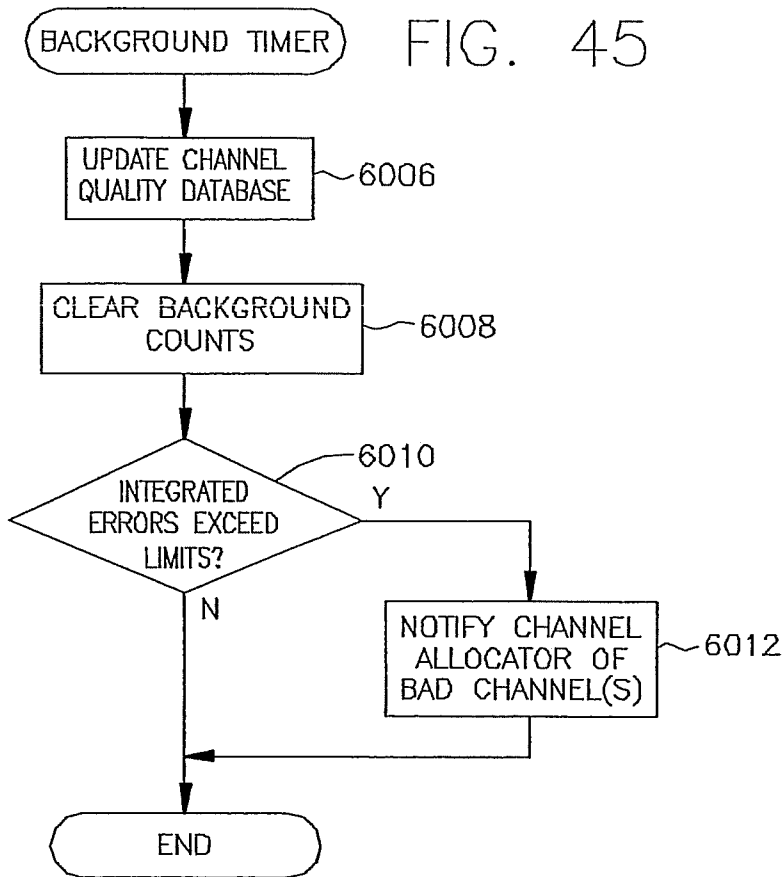 BACKGROUND TIMER
FIG. 45
UPDATE CHANNEL
QUALITY DATABASE
6006
CLEAR BACKGROUND
COUNTS
6008
6010
INTEGRATED
ERRORS EXCEED
LIMITS?
Y
N
NOTIFY CHANNEL
ALLOCATOR OF
BAD CHANNEL(S)
6012
END